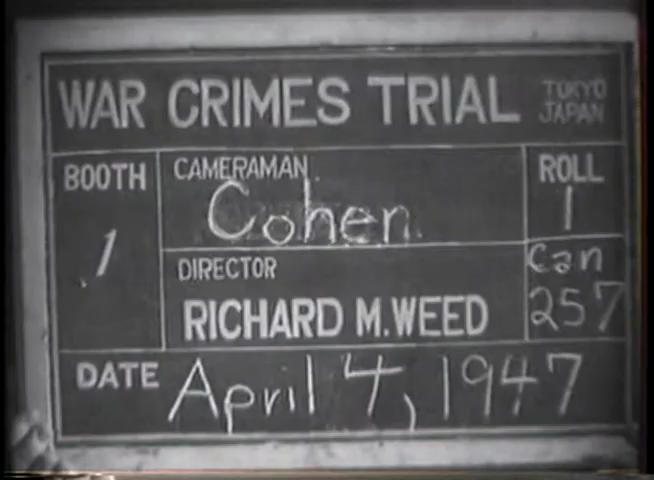 WAR CRIMES TRIAL TOKYO JAPAN
BOOTH 1
CAMERAMAN
Cohen
ROLL 1
DIRECTOR
RICHARD M. WEED
Can 257
DATE April 4, 1947